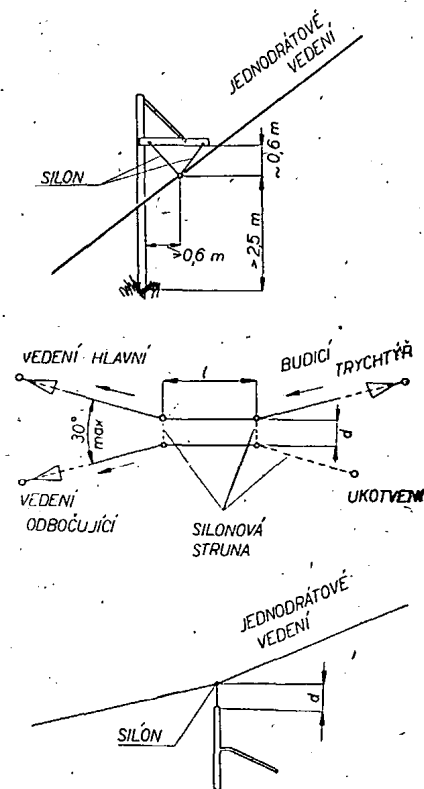 JEDNODRÁTOVÉ
VEDENÍ
SILON
≈ 0,6 m
>0,6 m
>2,5 m
VEDENÍ HLAVNÍ
l
BUDICÍ
TRYCHTÝŘ
30°
max
d
VEDENÍ
ODBOČUJÍCÍ
SILONOVÁ
STRUNA
UKOTVENÍ
JEDNODRÁTOVÉ
VEDENÍ
d
SILON